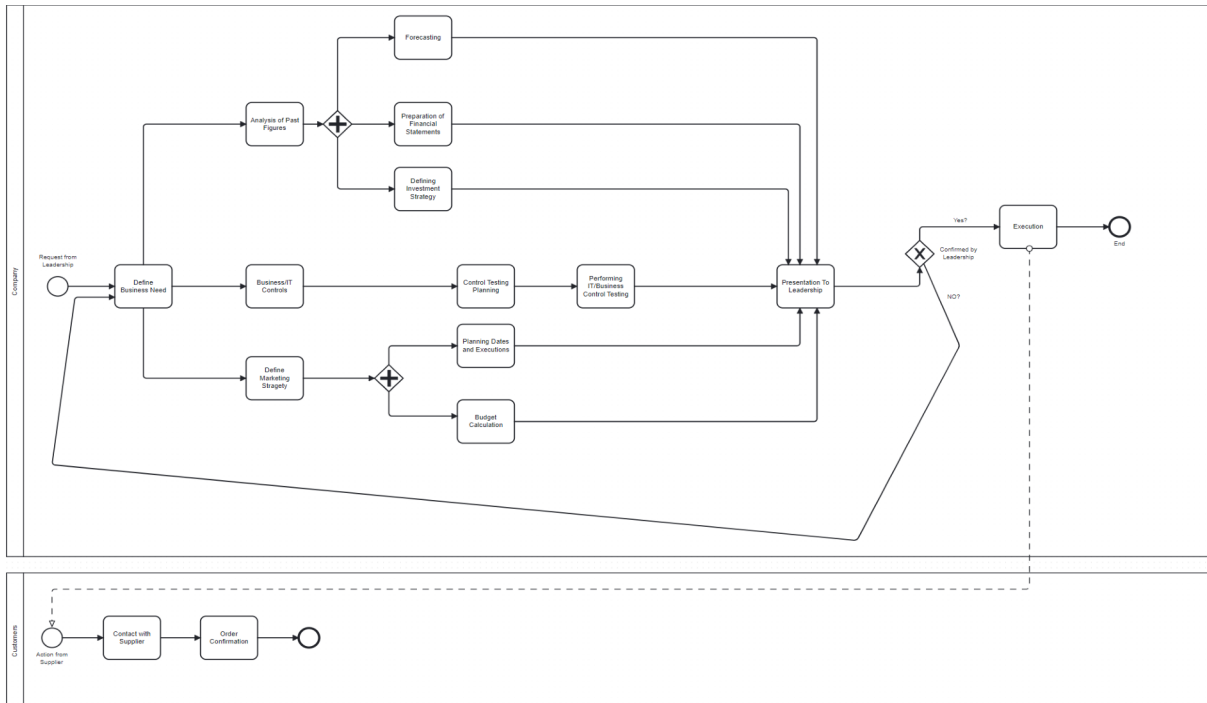 Company
Forecasting
Analysis of Past
Figures
Preparation of
Financial
Statements
Defining
Investment
Strategy
Request from
Leadership
Define
Business Need
Business/IT
Controls
Control Testing
Planning
Performing
IT/Business
Control Testing
Presentation To
Leadership
Yes?
Confirmed by
Leadership
NO?
Execution
End
Define
Marketing
Stragety
Planning Dates
and Executions
Budget
Calculation
Customers
Action from
Supplier
Contact with
Supplier
Order
Confirmation